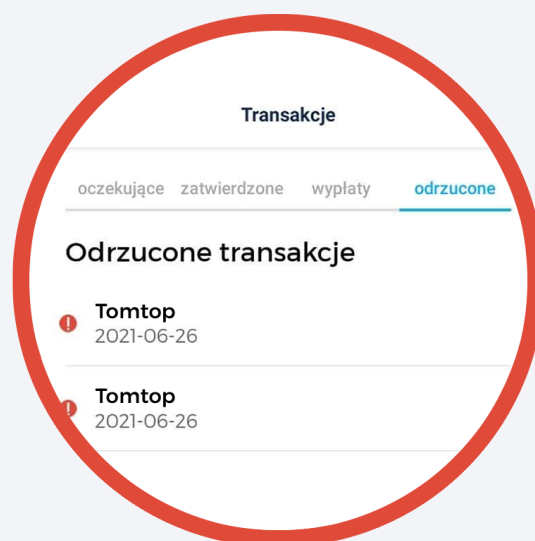 Transakcje
oczekujące zatwierdzone wypłaty odrzucone
Odrzucone transakcje
Tomtop
2021-06-26
Tomtop
2021-06-26